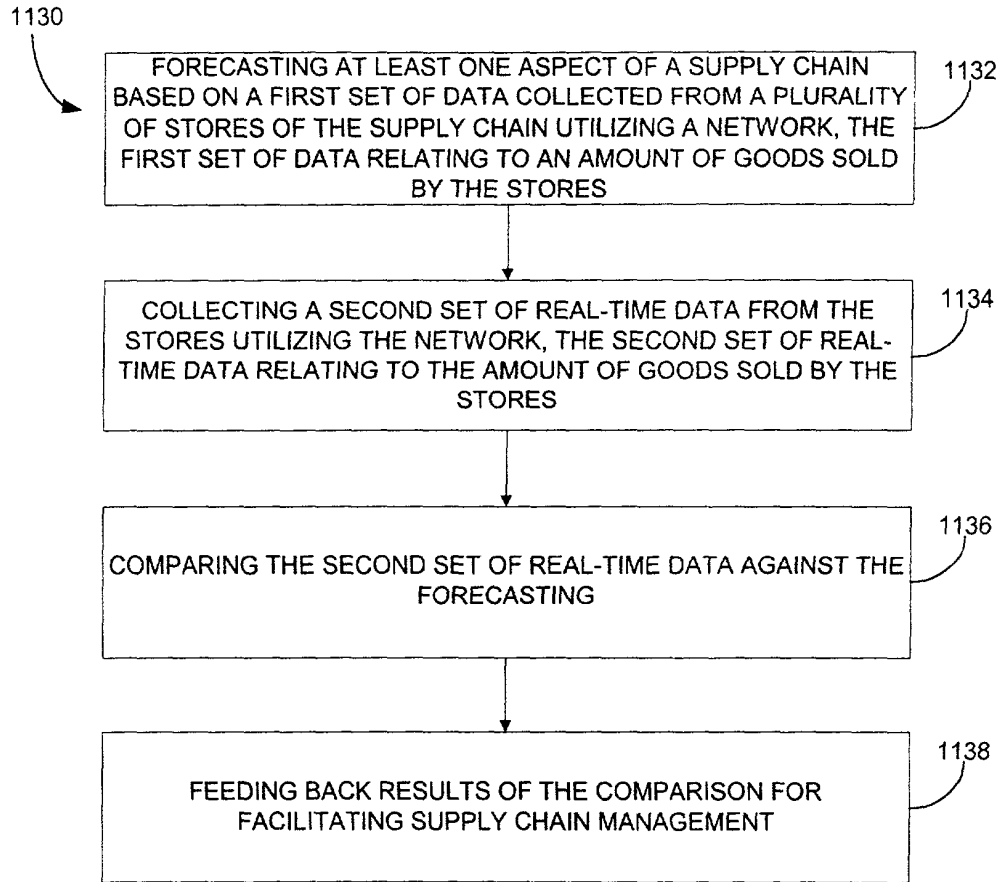 1130
FORECASTING AT LEAST ONE ASPECT OF A SUPPLY CHAIN
BASED ON A FIRST SET OF DATA COLLECTED FROM A PLURALITY
OF STORES OF THE SUPPLY CHAIN UTILIZING A NETWORK, THE
FIRST SET OF DATA RELATING TO AN AMOUNT OF GOODS SOLD
BY THE STORES
1132
COLLECTING A SECOND SET OF REAL-TIME DATA FROM THE
STORES UTILIZING THE NETWORK, THE SECOND SET OF REAL-
TIME DATA RELATING TO THE AMOUNT OF GOODS SOLD BY THE
STORES
1134
COMPARING THE SECOND SET OF REAL-TIME DATA AGAINST THE
FORECASTING
1136
FEEDING BACK RESULTS OF THE COMPARISON FOR
FACILITATING SUPPLY CHAIN MANAGEMENT
1138